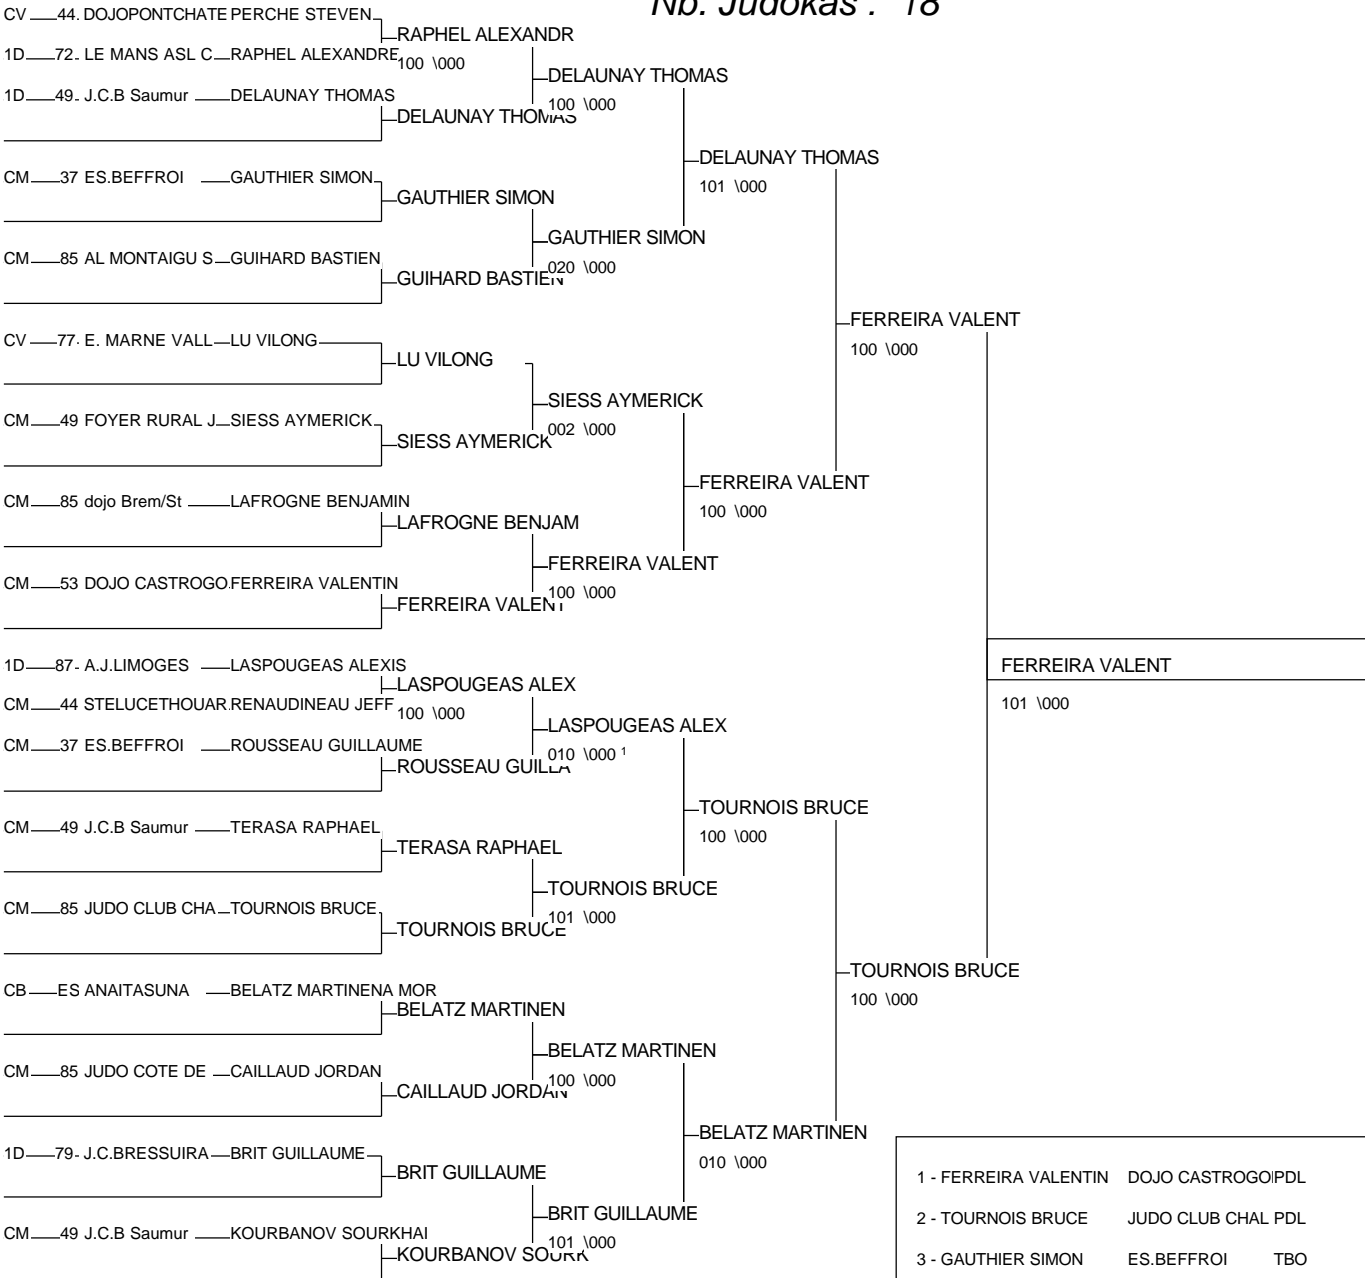 Nb. Judokas : 18
CV 44. DOJOPONTCHATE PERCHE STEVEN
RAPHEL ALEXANDR
1D 72. LE MANS ASL C RAPHEL ALEXANDRE
100 \000
DELAUNAY THOMAS
1D 49. J.C.B Saumur DELAUNAY THOMAS
100 \000
DELAUNAY THOMAS
DELAUNAY THOMAS
101 \000
CM 37 ES.BEFFROI GAUTHIER SIMON
GAUTHIER SIMON
GAUTHIER SIMON
020 \000
CM 85 AL MONTAIGU S GUIHARD BASTIEN
GUIHARD BASTIEN
FERREIRA VALENT
100 \000
CV 77. E. MARNE VALL LU VILONG
LU VILONG
SIESS AYMERICK
002 \000
CM 49 FOYER RURAL J SIESS AYMERICK
SIESS AYMERICK
FERREIRA VALENT
100 \000
CM 85 dojo Brem/St LAFROGNE BENJAMIN
LAFROGNE BENJAM
FERREIRA VALENT
100 \000
CM 53 DOJO CASTROGO FERREIRA VALENTIN
FERREIRA VALENT
FERREIRA VALENT
101 \000
1D 87. A.J.LIMOGES LASPOUGEAS ALEXIS
LASPOUGEAS ALEX
CM 44 STELUCETHOUAR RENAUDINEAU JEFF
100 \000
LASPOUGEAS ALEX
010 \000 1
CM 37 ES.BEFFROI ROUSSEAU GUILLAUME
ROUSSEAU GUILLA
TOURNOIS BRUCE
100 \000
CM 49 J.C.B Saumur TERASA RAPHAEL
TERASA RAPHAEL
TOURNOIS BRUCE
101 \000
CM 85 JUDO CLUB CHA TOURNOIS BRUCE
TOURNOIS BRUCE
TOURNOIS BRUCE
100 \000
CB ES ANAITASUNA BELATZ MARTINENA MOR
BELATZ MARTINEN
BELATZ MARTINEN
100 \000
CM 85 JUDO COTE DE CAILLAUD JORDAN
CAILLAUD JORDAN
BELATZ MARTINEN
010 \000
1D 79. J.C.BRESSUIRA BRIT GUILLAUME
BRIT GUILLAUME
BRIT GUILLAUME
101 \000
CM 49 J.C.B Saumur KOURBANOV SOURKHAI
KOURBANOV SOURK
1 - FERREIRA VALENTIN DOJO CASTROGO PDL
2 - TOURNOIS BRUCE JUDO CLUB CHAL PDL
3 - GAUTHIER SIMON ES.BEFFROI TBO